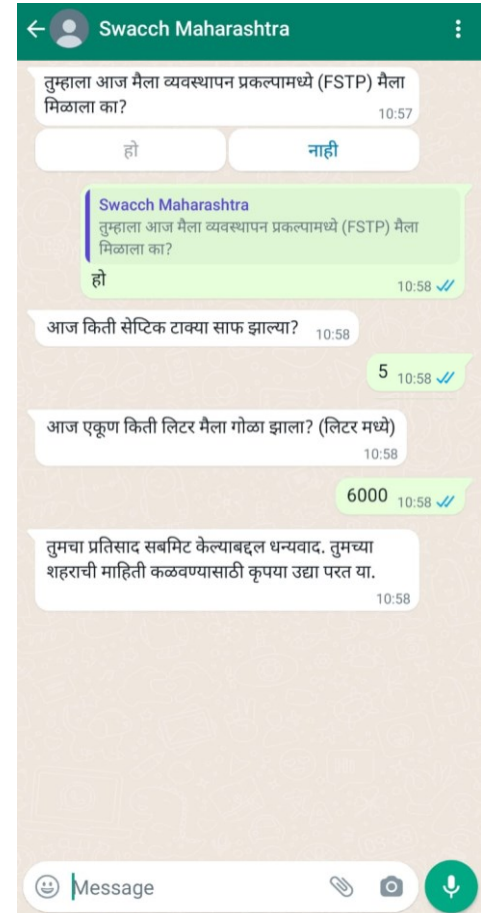 Swacch Maharashtra
तुम्हाला आज मैला व्यवस्थापन प्रकल्पामध्ये (FSTP) मैला
मिळाला का?
10:57
हो
नाही
Swacch Maharashtra
तुम्हाला आज मैला व्यवस्थापन प्रकल्पामध्ये (FSTP) मैला
मिळाला का?
हो
10:58
आज किती सेप्टिक टाक्या साफ झाल्या? 10:58
5 10:58
आज एकूण किती लिटर मैला गोळा झाला? (लिटर मध्ये)
10:58
6000 10:58
तुमचा प्रतिसाद सबमिट केल्याबद्दल धन्यवाद. तुमच्या
शहराची माहिती कळवण्यासाठी कृपया उद्या परत या.
10:58
Message